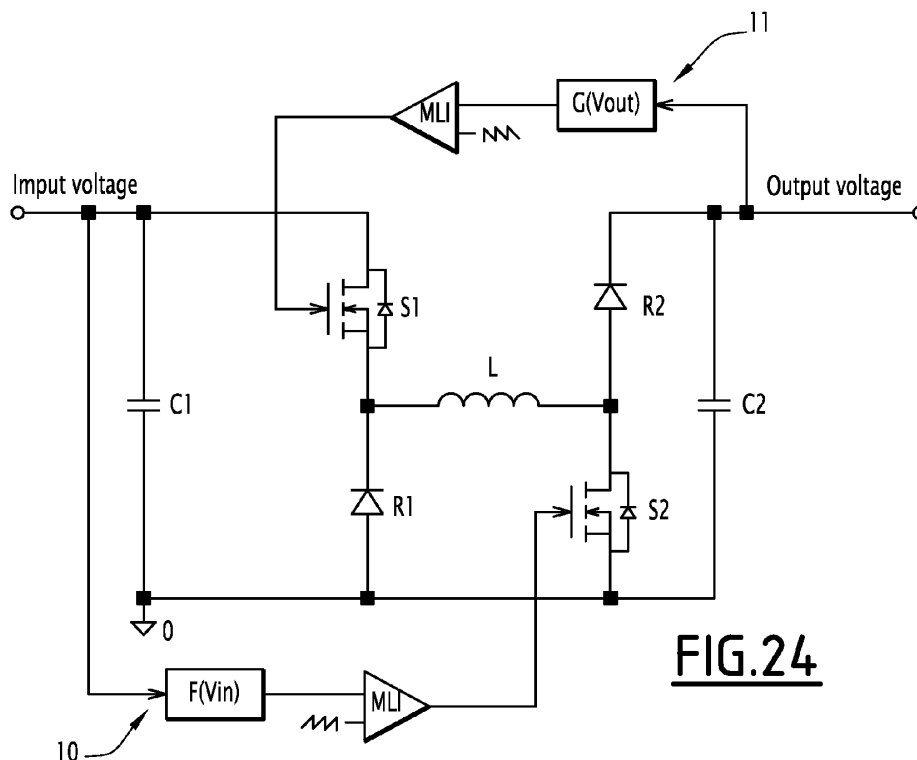 11
G(Vout)
MLI
Imput voltage
Output voltage
S1
R2
L
C1
C2
R1
S2
0
F(Vin)
MLI
FIG.24
10